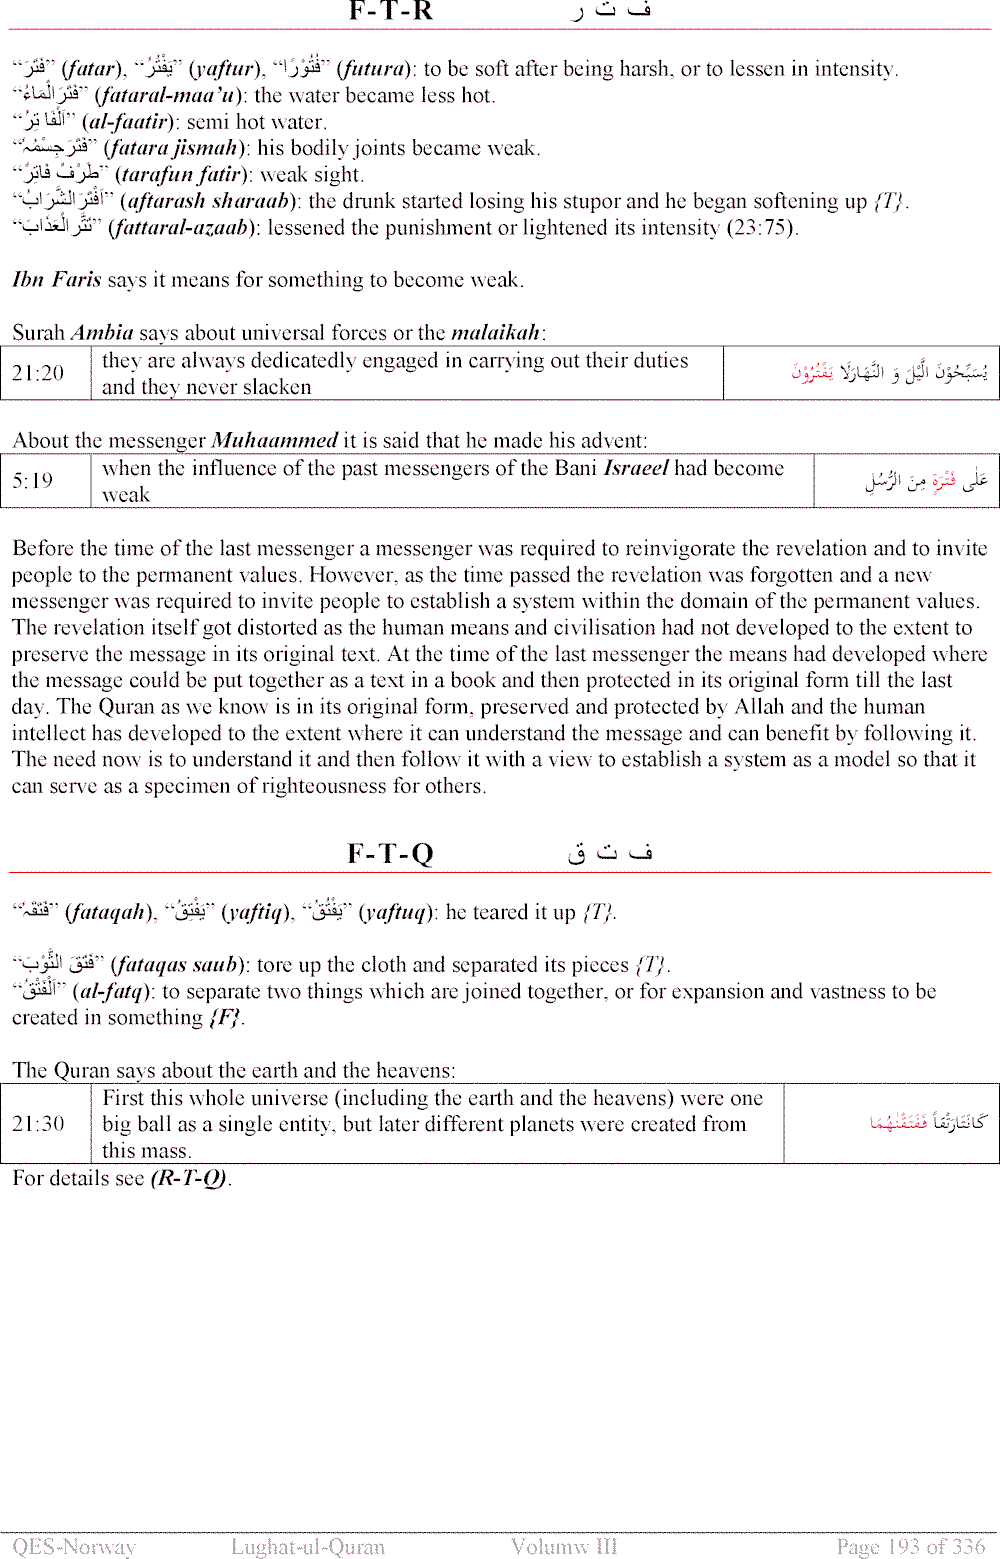 F-T-R ف ت ر
“فَتَرَ” (fatar), “يَفْتُرُ” (yaftur), “فُتُوْرًا” (futura): to be soft after being harsh, or to lessen in intensity.
“فَتَرَالْمَاءُ” (fataral-maa’u): the water became less hot.
“اَلْفَا تِرُ” (al-faatir): semi hot water.
“فَتَرَجِسْمُہٗ” (fatara jismah): his bodily joints became weak.
“طَرْفٌ فَاتِرٌ” (tarafun fatir): weak sight.
“اَفْتَرَالشَّرَابُ” (aftarash sharaab): the drunk started losing his stupor and he began softening up {T}.
(fattaral-azaab): lessened the punishment or lightened its intensity (23:75).
Ibn Faris says it means for something to become weak.
Surah Ambia says about universal forces or the malaikah:
21:20 they are always dedicatedly engaged in carrying out their duties
and they never slacken
يُسَبِّحُوْنَ الَّيْلَ وَ النَّهَارَلَا يَفْتُرُوْنَ
About the messenger Muhaammed it is said that he made his advent:
5:19 when the influence of the past messengers of the Bani Israeel had become
weak
عَلٰى فَتْرَةٍ مِنَ الرُّسُلِ
Before the time of the last messenger a messenger was required to reinvigorate the revelation and to invite
people to the permanent values. However, as the time passed the revelation was forgotten and a new
messenger was required to invite people to establish a system within the domain of the permanent values.
The revelation itself got distorted as the human means and civilisation had not developed to the extent to
preserve the message in its original text. At the time of the last messenger the means had developed where
the message could be put together as a text in a book and then protected in its original form till the last
day. The Quran as we know is in its original form, preserved and protected by Allah and the human
intellect has developed to the extent where it can understand the message and can benefit by following it.
The need now is to understand it and then follow it with a view to establish a system as a model so that it
can serve as a specimen of righteousness for others.
F-T-Q ف ت ق
“فَتَقَہٗ” (fataqah), “يَفْتِقُ” (yaftiq), “يَفْتُقُ” (yaftuq): he teared it up {T}.
“فَتَقَ الثَّوْبَ” (fataqas saub): tore up the cloth and separated its pieces {T}.
“اَلْفَتْقُ” (al-fatq): to separate two things which are joined together, or for expansion and vastness to be
created in something {F}.
The Quran says about the earth and the heavens:
21:30 First this whole universe (including the earth and the heavens) were one
big ball as a single entity, but later different planets were created from
this mass.
كَانَتَارَتْقاً فَفَتَقْنٰهُمَا
For details see (R-T-Q).
QES-Norway Lughat-ul-Quran Volumw III Page 193 of 336